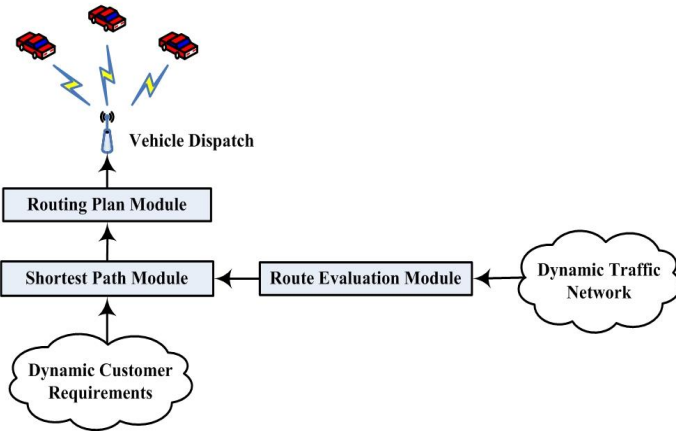 Vehicle Dispatch
Routing Plan Module
Shortest Path Module
Route Evaluation Module
Dynamic Traffic
Network
Dynamic Customer
Requirements